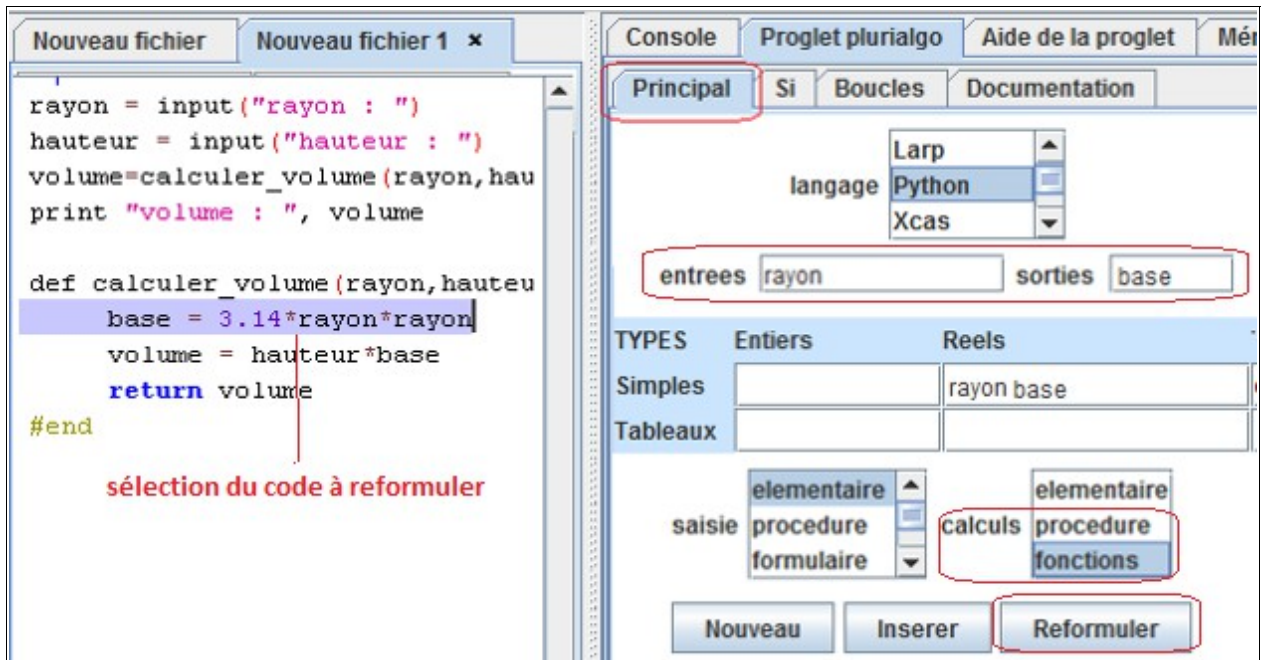 Nouveau fichier
Nouveau fichier 1 ×
rayon = input("rayon : ")
hauteur = input("hauteur : ")
volume=calculer_volume(rayon,hau
print "volume : ", volume
def calculer_volume(rayon,hauteu
base = 3.14*rayon*rayon
volume = hauteur*base
return volume
#end
sélection du code à reformuler
Console
Proglet plurialgo
Aide de la proglet
Mér
Principal
Si
Boucles
Documentation
langage
Larp
Python
Xcas
entrees rayon
sorties base
TYPES Entiers Reels
Simples rayon base
Tableaux
saisie
elementaire
procedure
formulaire
calculs
elementaire
procedure
fonctions
Nouveau
Inserer
Reformuler